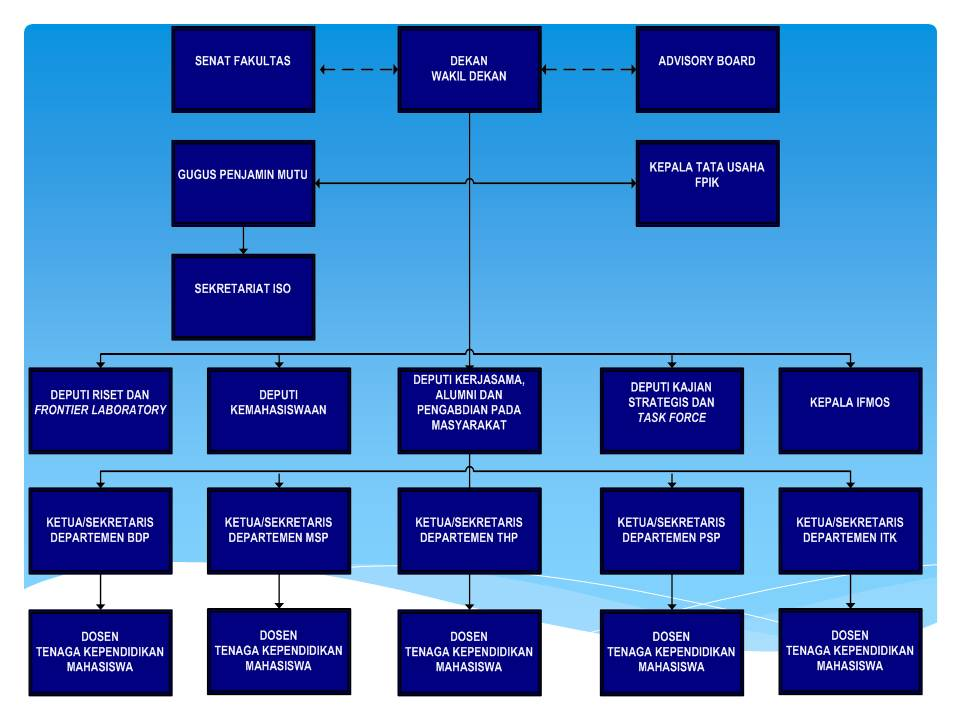 SENAT FAKULTAS
DEKAN
WAKIL DEKAN
ADVISORY BOARD
GUGUS PENJAMIN MUTU
KEPALA TATA USAHA
FPIK
SEKRETARIAT ISO
DEPUTI RISET DAN
FRONTIER LABORATORY
DEPUTI
KEMAHASISWAAN
DEPUTI KERJASAMA,
ALUMNI DAN
PENGABDIAN PADA
MASYARAKAT
DEPUTI KAJIAN
STRATEGIS DAN
TASK FORCE
KEPALA IFMOS
KETUA/SEKRETARIS
DEPARTEMEN BDP
KETUA/SEKRETARIS
DEPARTEMEN MSP
KETUA/SEKRETARIS
DEPARTEMEN THP
KETUA/SEKRETARIS
DEPARTEMEN PSP
KETUA/SEKRETARIS
DEPARTEMEN ITK
DOSEN
TENAGA KEPENDIDIKAN
MAHASISWA
DOSEN
TENAGA KEPENDIDIKAN
MAHASISWA
DOSEN
TENAGA KEPENDIDIKAN
MAHASISWA
DOSEN
TENAGA KEPENDIDIKAN
MAHASISWA
DOSEN
TENAGA KEPENDIDIKAN
MAHASISWA